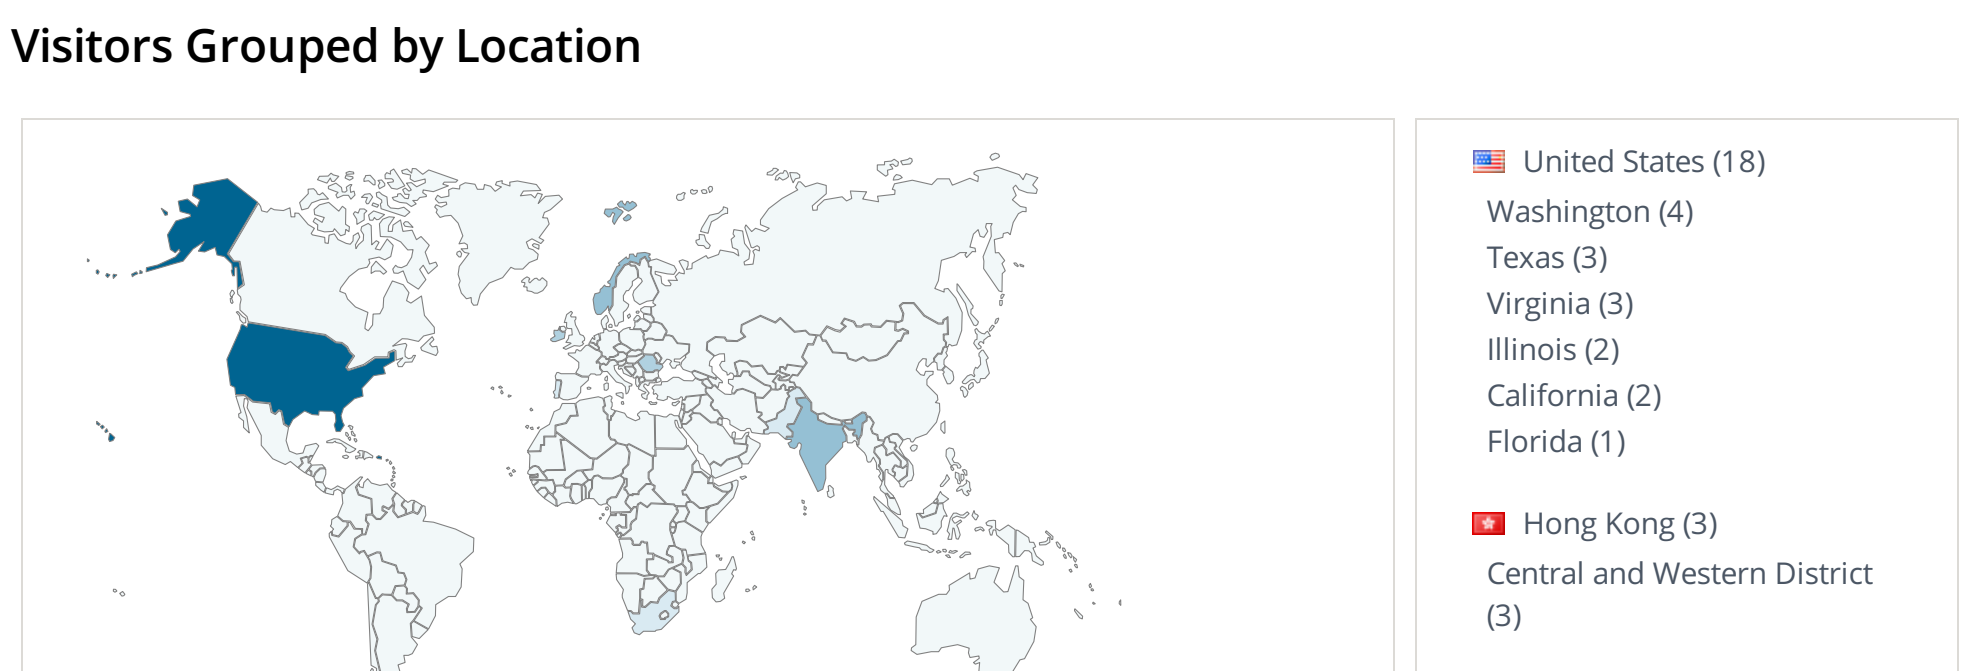 Visitors Grouped by Location
United States (18)
Washington (4)
Texas (3)
Virginia (3)
Illinois (2)
California (2)
Florida (1)
Hong Kong (3)
Central and Western District
(3)